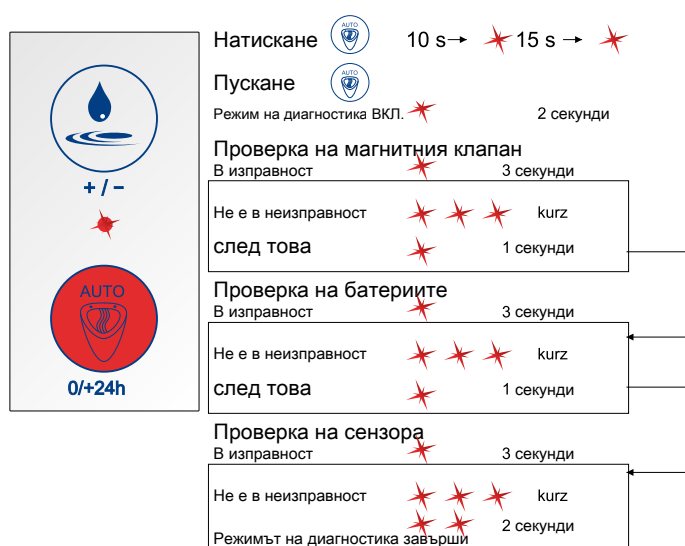 + / −
AUTO
0/+24h
Натискане AUTO 10 s→ 15 s →
Пускане AUTO
Режим на диагностика ВКЛ. 2 секунди
Проверка на магнитния клапан
В изправност 3 секунди
Не е в неизправност kurz
след това 1 секунди
Проверка на батериите
В изправност 3 секунди
Не е в неизправност kurz
след това 1 секунди
Проверка на сензора
В изправност 3 секунди
Не е в неизправност kurz
2 секунди
Режимът на диагностика завърши